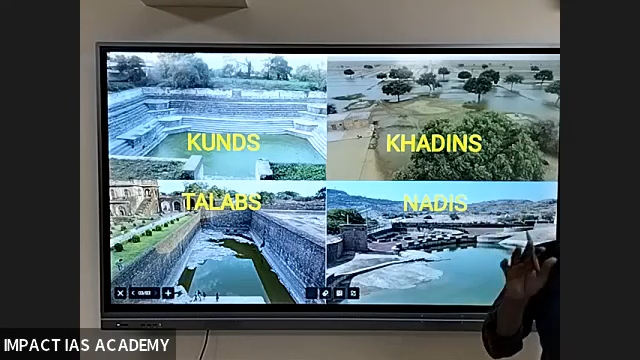 KUNDS
KHADINS
TALABS
NADIS
IMPACT IAS ACADEMY